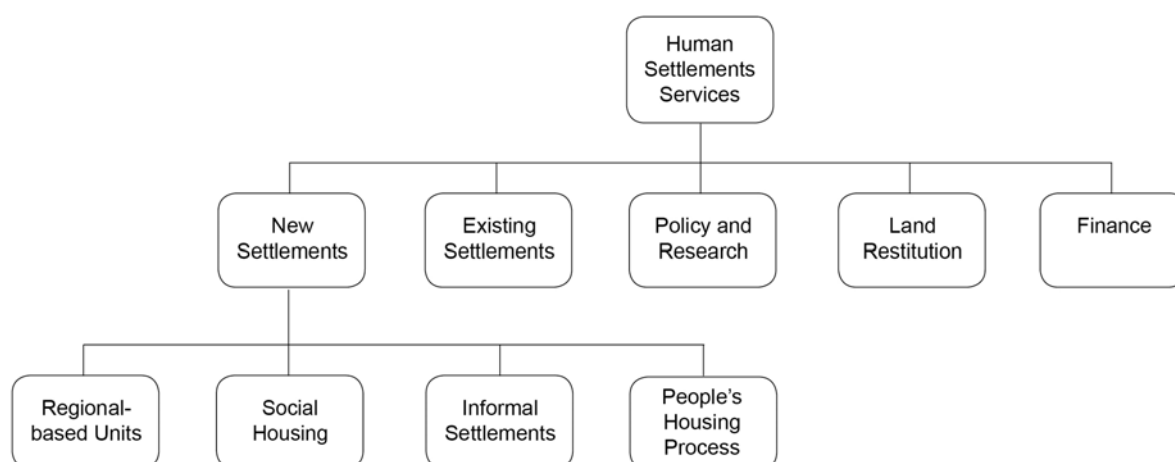 Human
Settlements
Services
New
Settlements
Existing
Settlements
Policy and
Research
Land
Restitution
Finance
Regional-
based Units
Social
Housing
Informal
Settlements
People’s
Housing
Process